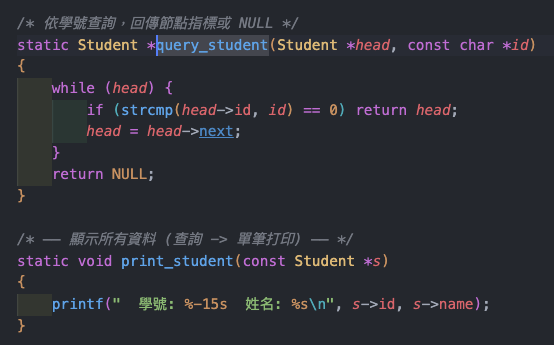 /* 依學號查詢，回傳節點指標或 NULL */
static Student *query_student(Student *head, const char *id)
{
    while (head) {
        if (strcmp(head->id, id) == 0) return head;
        head = head->next;
    }
    return NULL;
}

/* —— 顯示所有資料 (查詢 -> 單筆打印) —— */
static void print_student(const Student *s)
{
    printf("  學號: %-15s  姓名: %s\n", s->id, s->name);
}